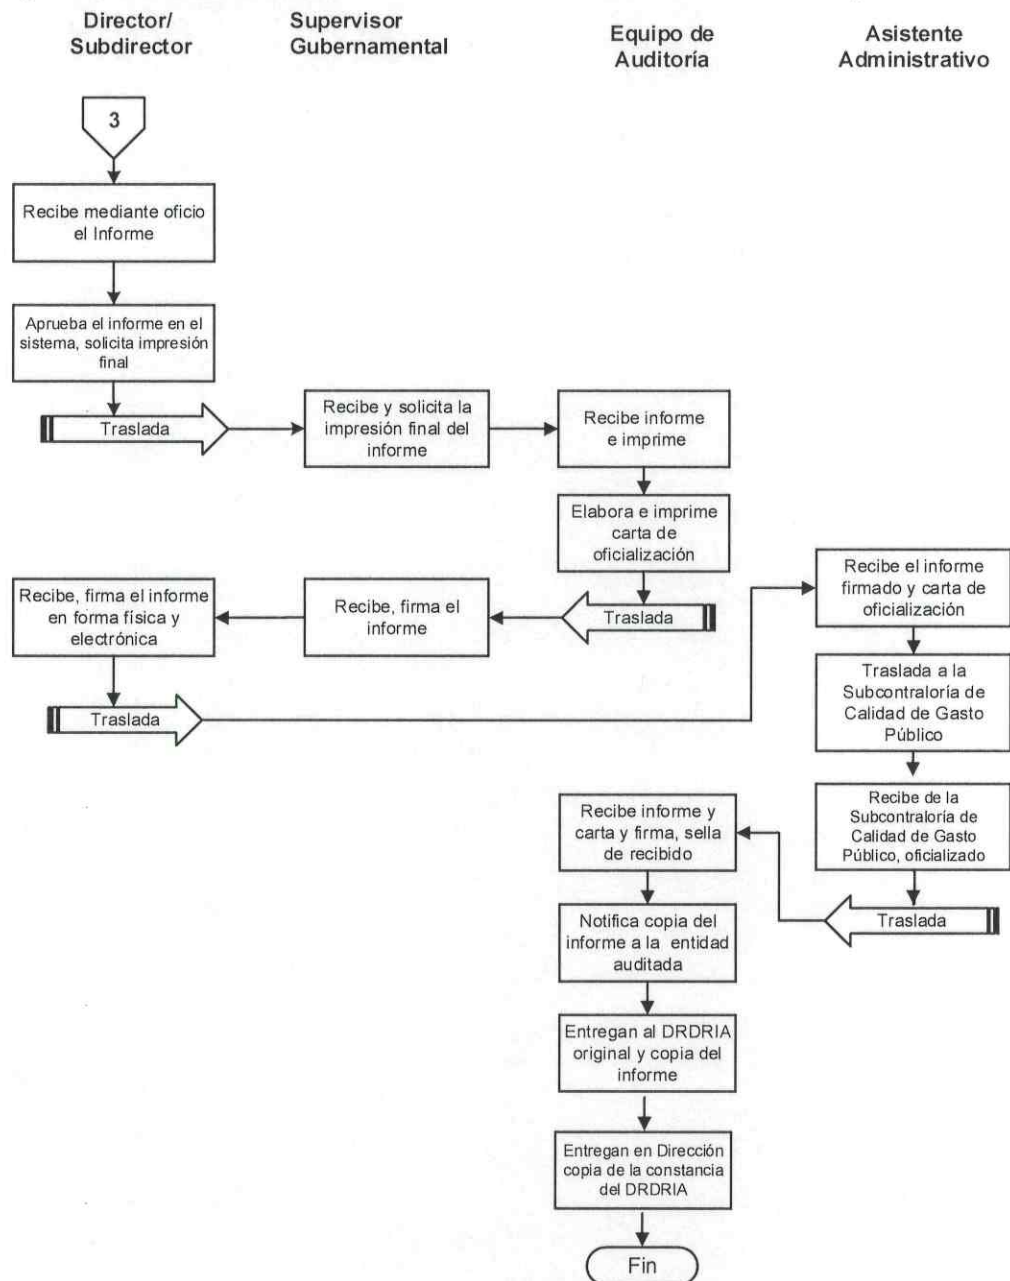 Director/
Subdirector
Supervisor
Gubernamental
Equipo de
Auditoría
Asistente
Administrativo
3
Recibe mediante oficio
el Informe
Aprueba el informe en el
sistema, solicita impresión
final
Traslada
Recibe y solicita la
impresión final del
informe
Recibe informe
e imprime
Elabora e imprime
carta de
oficialización
Traslada
Recibe, firma el
informe
Recibe, firma el informe
en forma física y
electrónica
Traslada
Recibe el informe
firmado y carta de
oficialización
Traslada a la
Subcontraloría de
Calidad de Gasto
Público
Recibe de la
Subcontraloría de
Calidad de Gasto
Público, oficializado
Traslada
Recibe informe y
carta y firma, sella
de recibido
Notifica copia del
informe a la entidad
auditada
Entregan al DRDRIA
original y copia del
informe
Entregan en Dirección
copia de la constancia
del DRDRIA
Fin